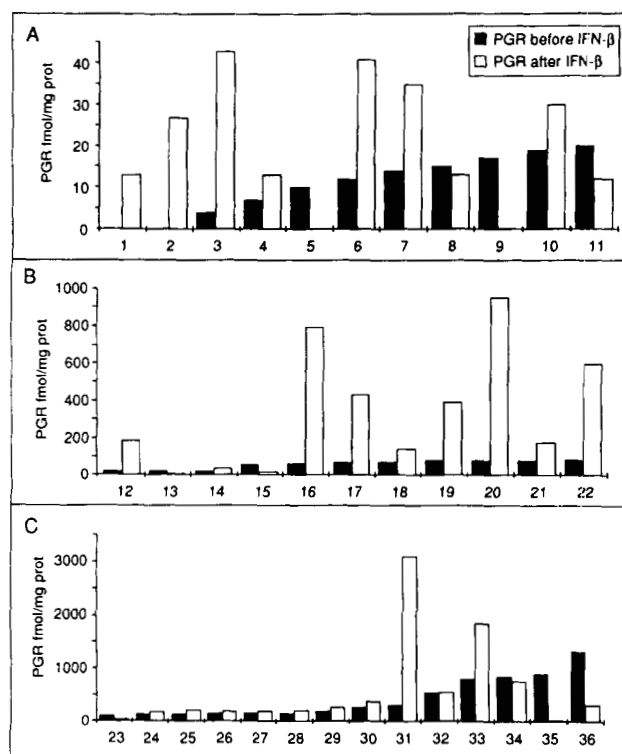 A
PGR before IFN-β
PGR after IFN-β
PGR fmol/mg prot
40
30
20
10
0
1 2 3 4 5 6 7 8 9 10 11
B
PGR fmol/mg prot
1000
800
600
400
200
0
12 13 14 15 16 17 18 19 20 21 22
C
PGR fmol/mg prot
3000
2000
1000
0
23 24 25 26 27 28 29 30 31 32 33 34 35 36